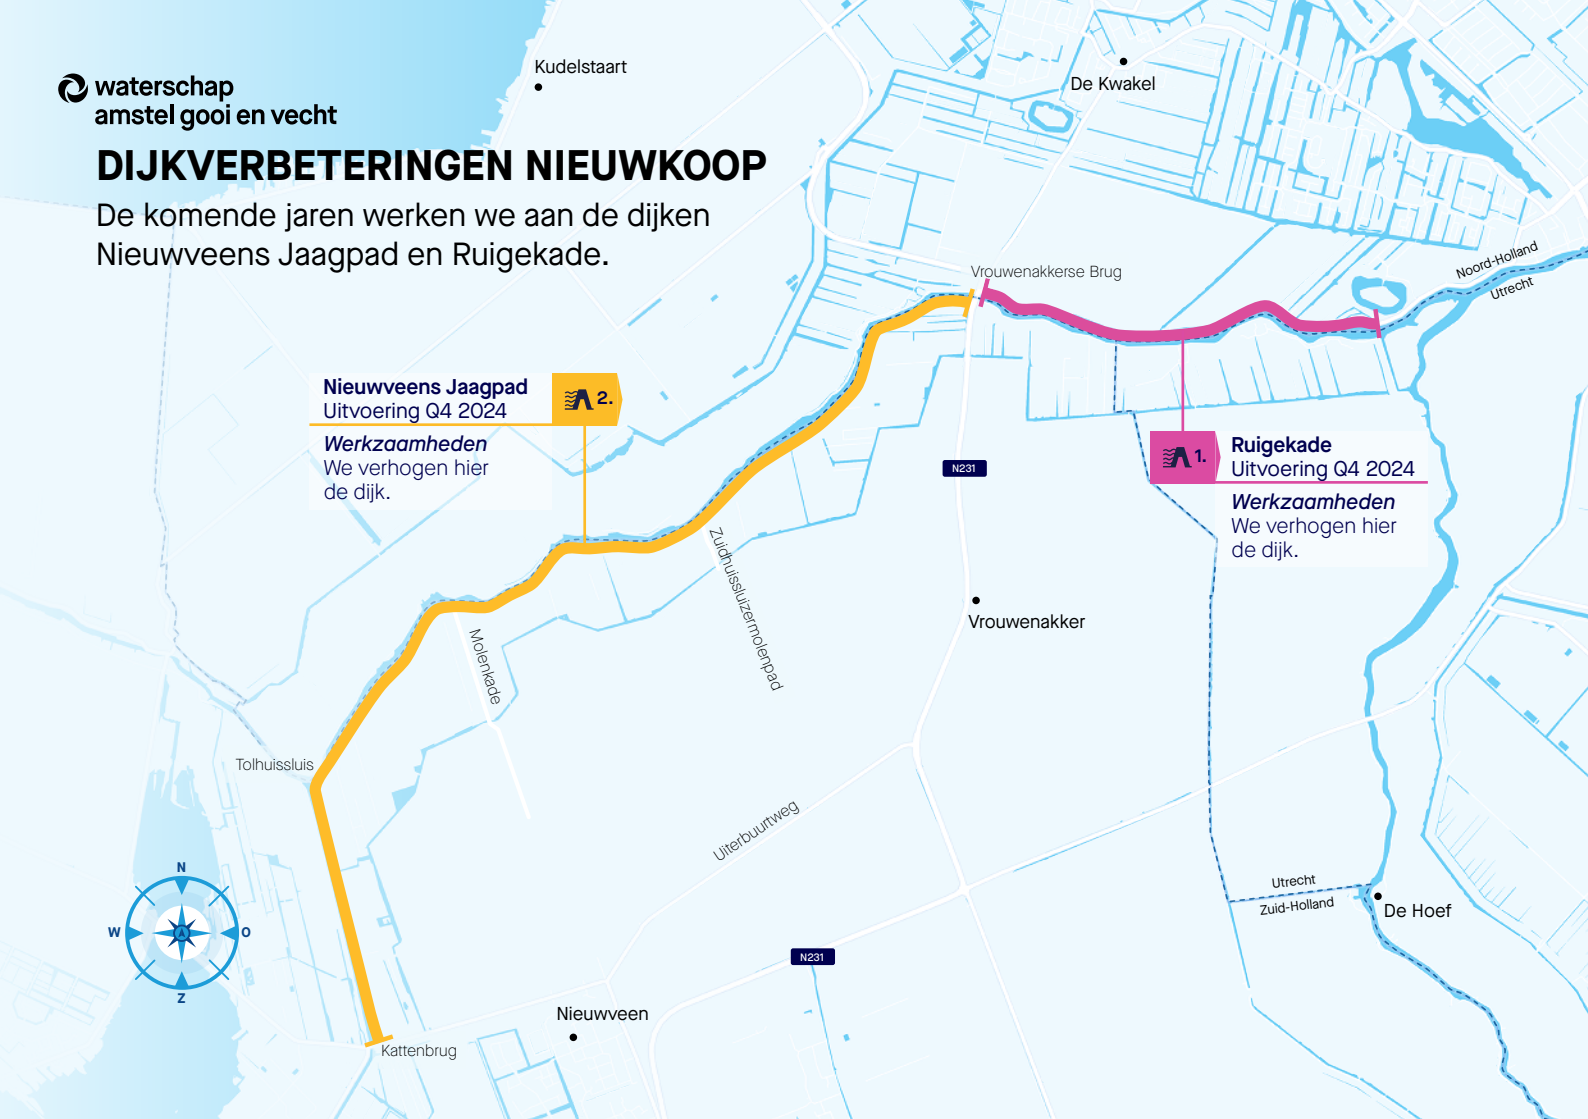 waterschap
amstel gooi en vecht
DIJKVERBETERINGEN NIEUWKOOP
De komende jaren werken we aan de dijken
Nieuwveens Jaagpad en Ruigekade.
Kudelstaart
De Kwakel
Vrouwenakkerse Brug
Noord-Holland
Utrecht
Nieuwveens Jaagpad
Uitvoering Q4 2024
2.
Werkzaamheden
We verhogen hier
de dijk.
N231
1.
Ruigekade
Uitvoering Q4 2024
Werkzaamheden
We verhogen hier
de dijk.
Zuidhuissluizermolenpad
Vrouwenakker
Molenkade
Tolhuissluis
Uiterbuurtweg
Utrecht
Zuid-Holland
De Hoef
N
W
A
O
Z
N231
Nieuwveen
Kattenbrug